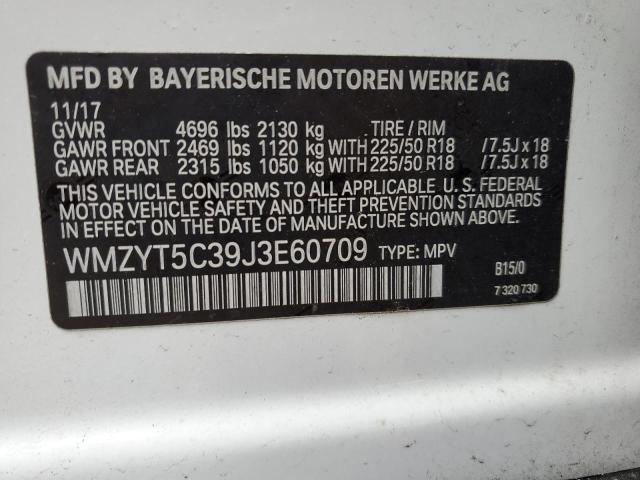 MFD BY BAYERISCHE MOTOREN WERKE AG
11/17
GVWR 4696 lbs 2130 kg TIRE / RIM
GAWR FRONT 2469 lbs 1120 kg WITH 225/50 R18 /7.5J x 18
GAWR REAR 2315 lbs 1050 kg WITH 225/50 R18 /7.5J x 18
THIS VEHICLE CONFORMS TO ALL APPLICABLE U. S. FEDERAL
MOTOR VEHICLE SAFETY AND THEFT PREVENTION STANDARDS
IN EFFECT ON THE DATE OF MANUFACTURE SHOWN ABOVE.
WMZYT5C39J3E60709 TYPE: MPV
B15/0
7 320 730